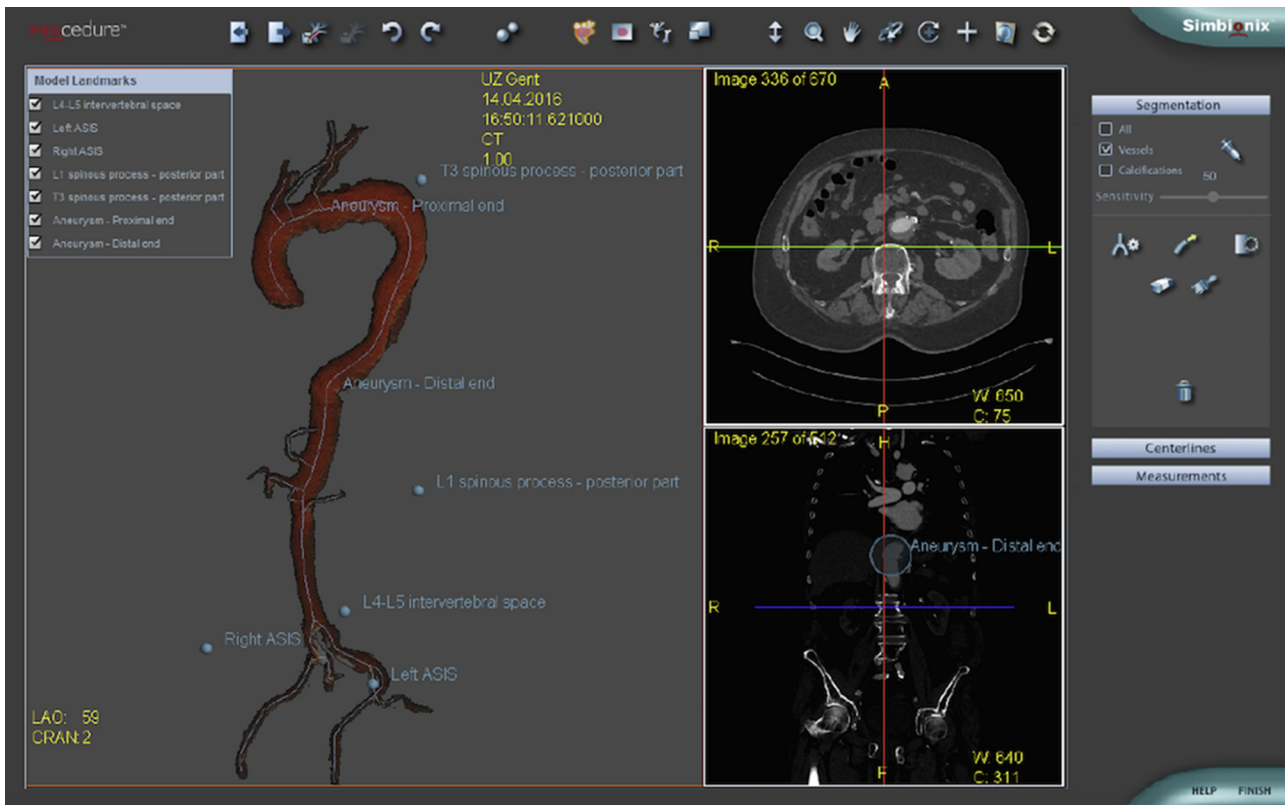 PROcedure™
Simbionix
Model Landmarks
L4-L5 intervertebral space
Left ASIS
Right ASIS
L1 spinous process - posterior part
T3 spinous process - posterior part
Aneurysm - Proximal end
Aneurysm - Distal end
UZ Gent
14.04.2016
16:50:11.621000
CT
1.00
T3 spinous process - posterior part
Aneurysm - Proximal end
Aneurysm - Distal end
L1 spinous process - posterior part
L4-L5 intervertebral space
Right ASIS
Left ASIS
LAO: 59
CRAN: 2
Image 336 of 670
A
R
L
P
W: 650
C: 75
Image 257 of 512
H
Aneurysm - Distal end
R
L
F
W: 640
C: 311
Segmentation
All
Vessels
Calcifications
50
Sensitivity
Centerlines
Measurements
HELP FINISH